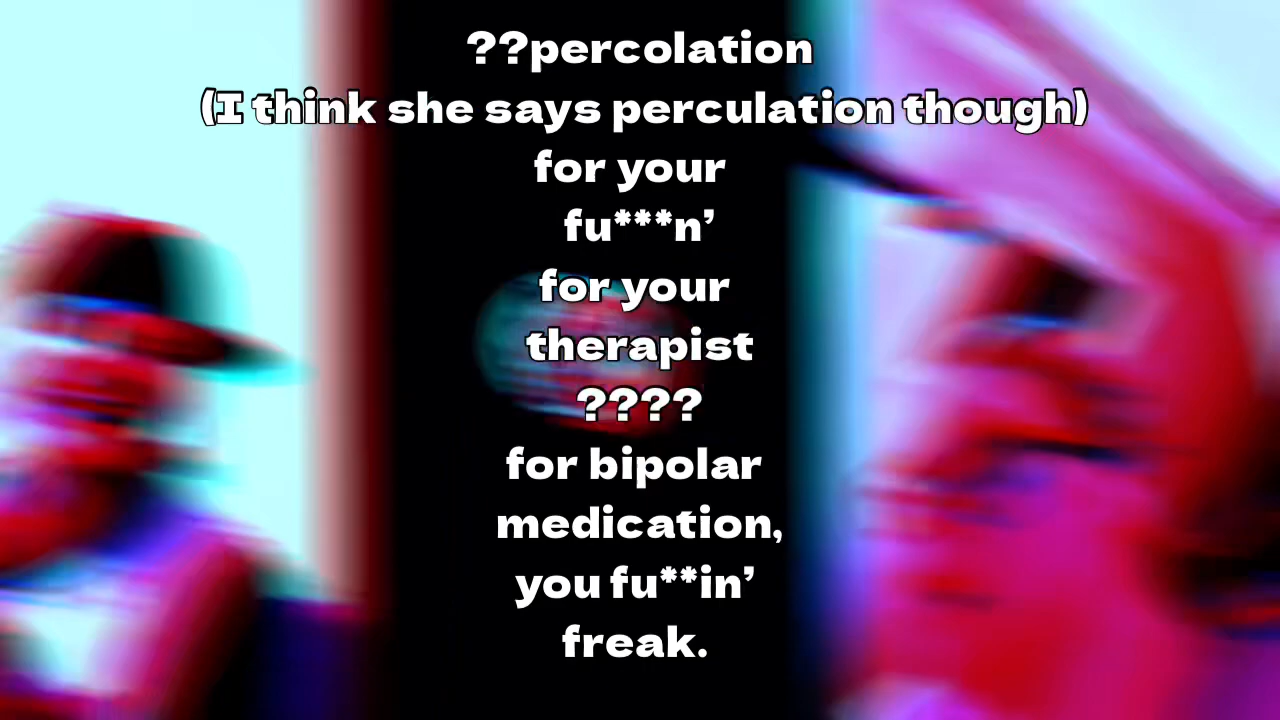 ??percolation
(I think she says perculation though)
for your
fu***n’
for your
therapist
????
for bipolar
medication,
you fu**in’
freak.